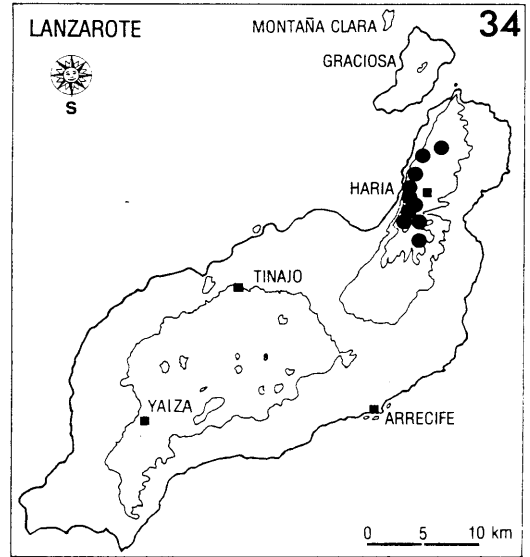 LANZAROTE
MONTAÑA CLARA
34
GRACIOSA
S
HARIA
TINAJO
YAIZA
ARRECIFE
0 5 10 km